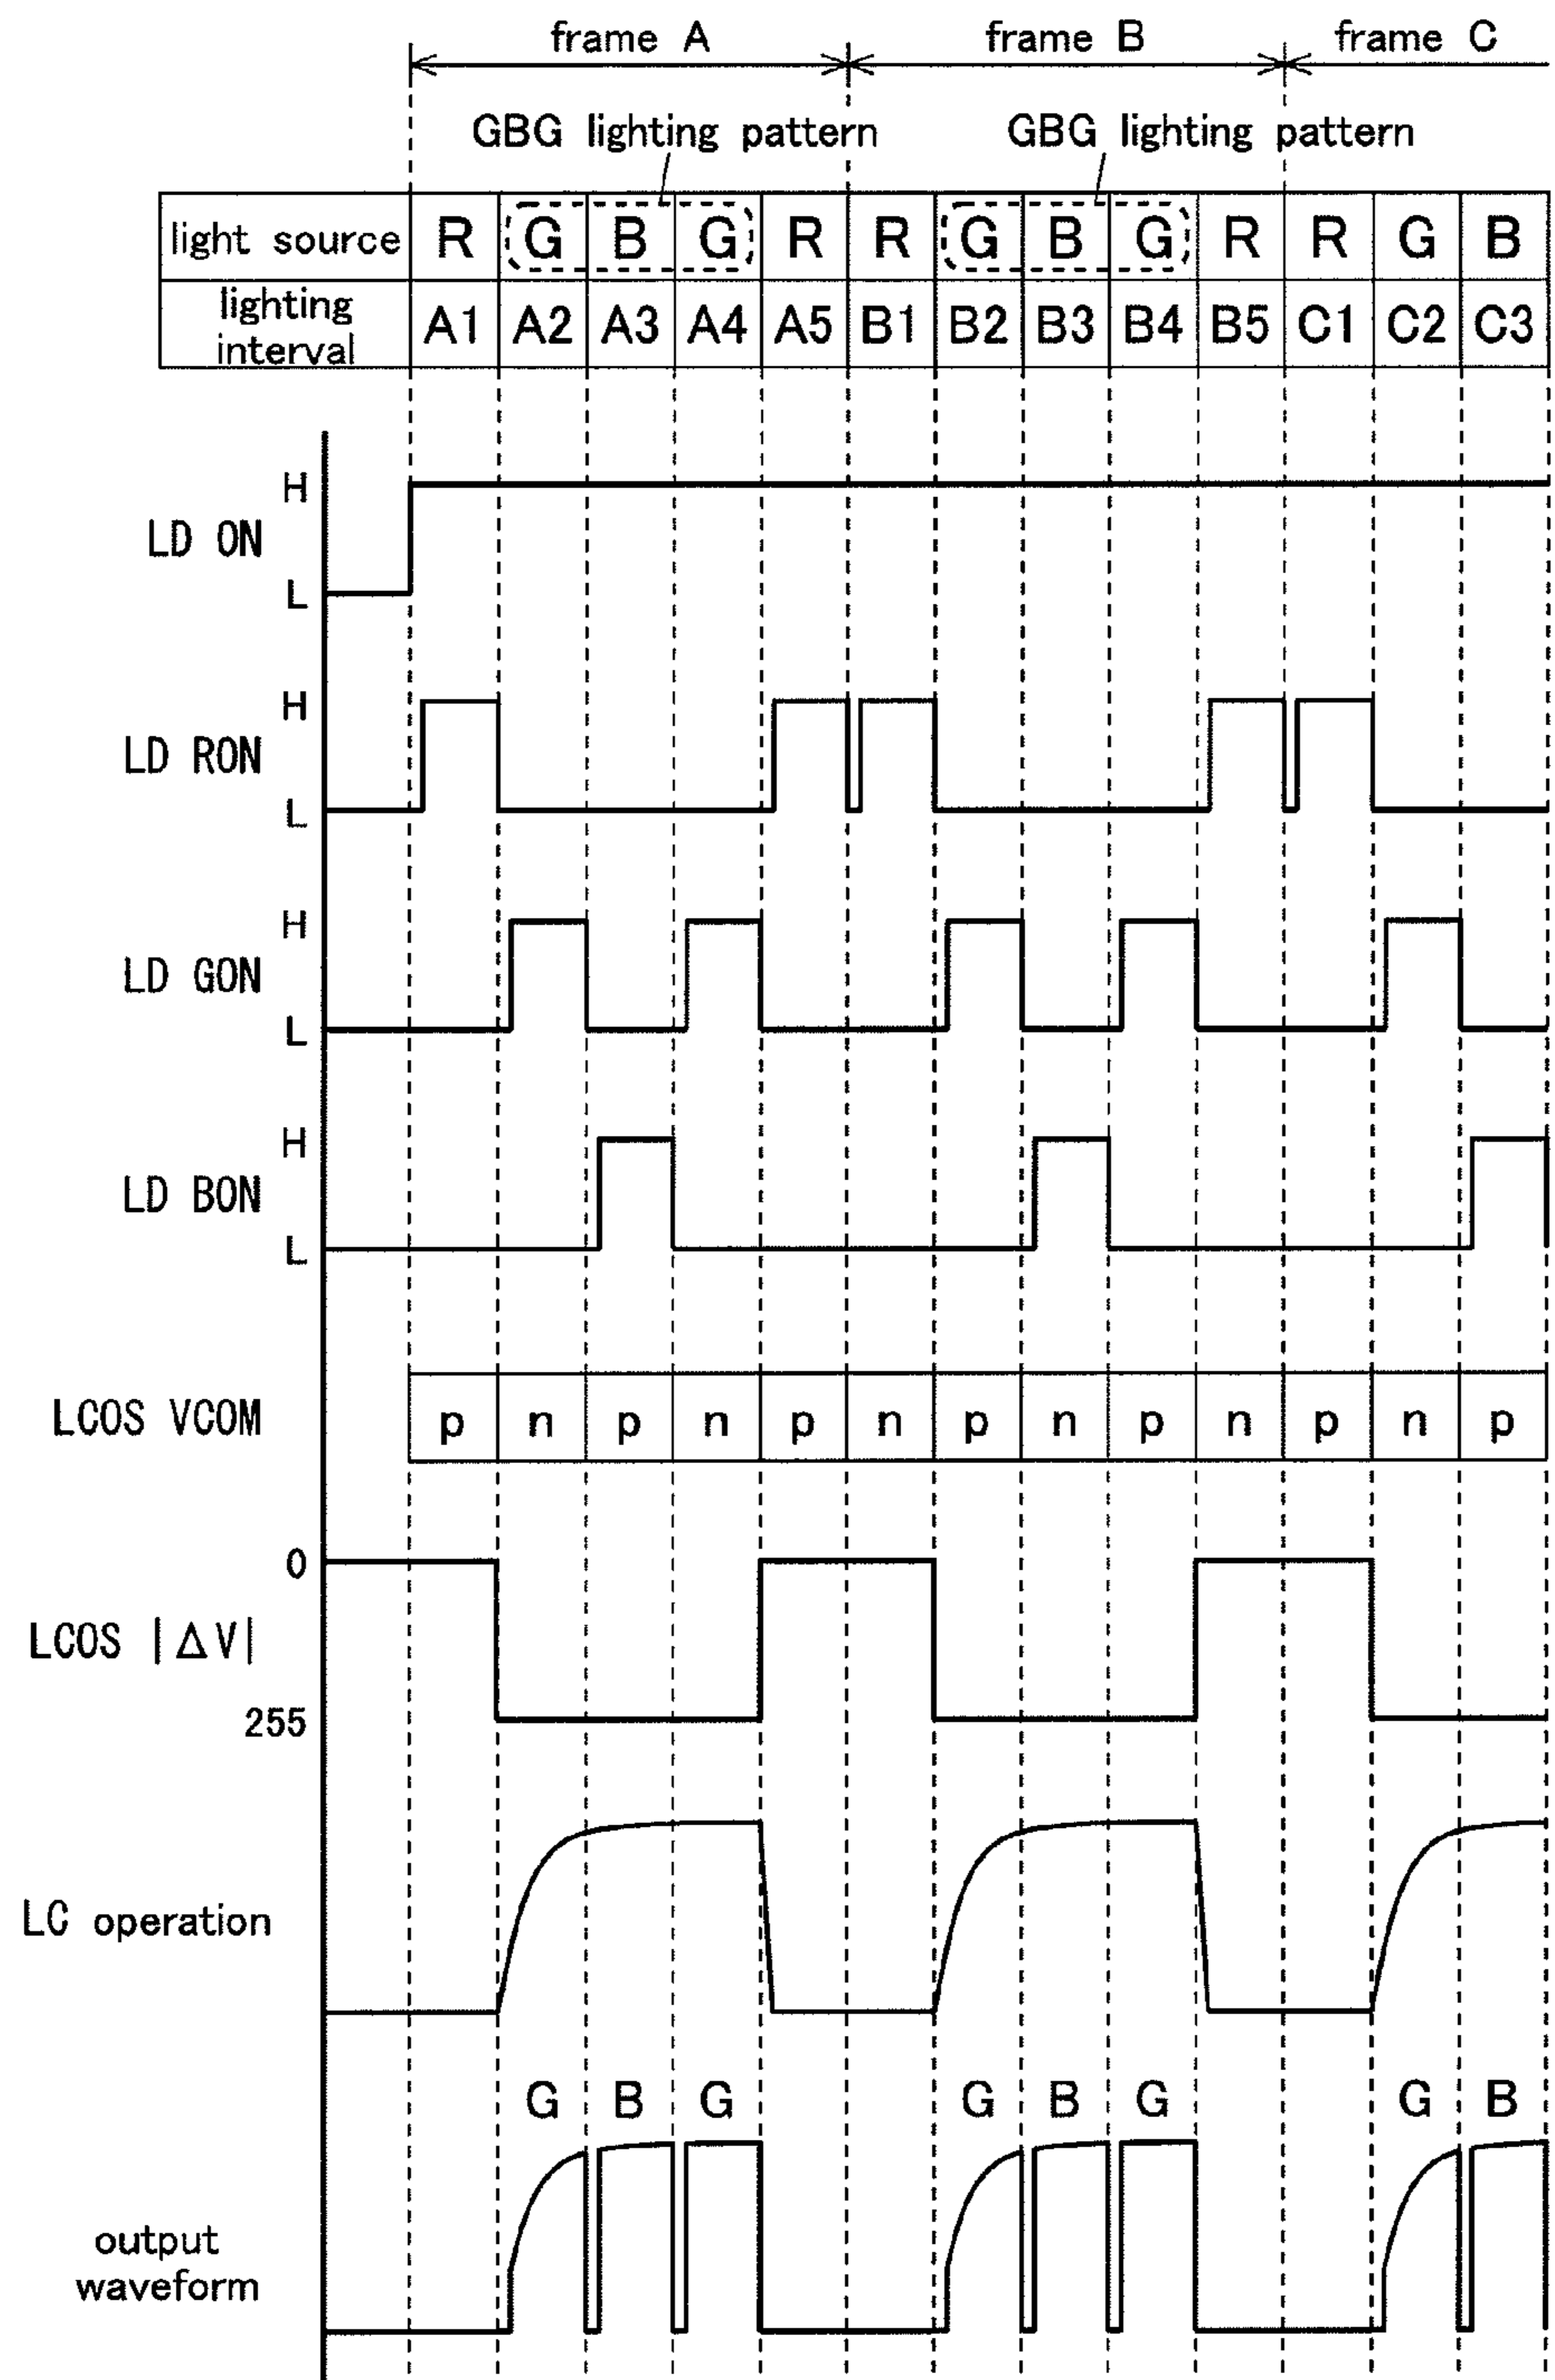 frame A frame B frame C
GBG lighting pattern GBG lighting pattern
light source R G B G R R G B G R R G B
lighting interval A1 A2 A3 A4 A5 B1 B2 B3 B4 B5 C1 C2 C3
H
LD ON
L
H
LD RON
L
H
LD GON
L
H
LD BON
L
LCOS VCOM p n p n p n p n p n p n p
0
LCOS |ΔV|
255
LC operation
G B G G B G G B
output
waveform